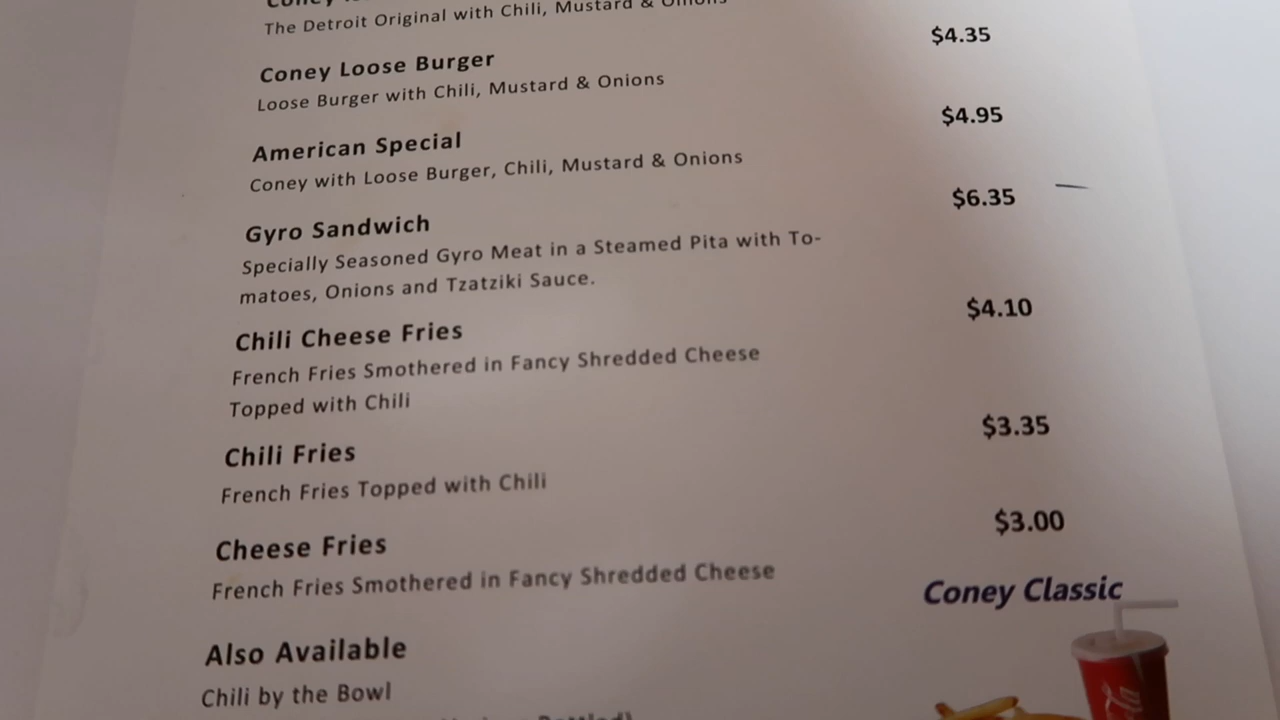 The Detroit Original with Chili, Mustard & Onions
Coney Loose Burger $4.35
Loose Burger with Chili, Mustard & Onions
American Special $4.95
Coney with Loose Burger, Chili, Mustard & Onions
Gyro Sandwich $6.35
Specially Seasoned Gyro Meat in a Steamed Pita with To-
matoes, Onions and Tzatziki Sauce.
Chili Cheese Fries $4.10
French Fries Smothered in Fancy Shredded Cheese
Topped with Chili
Chili Fries $3.35
French Fries Topped with Chili
Cheese Fries $3.00
French Fries Smothered in Fancy Shredded Cheese
Coney Classic
Also Available
Chili by the Bowl